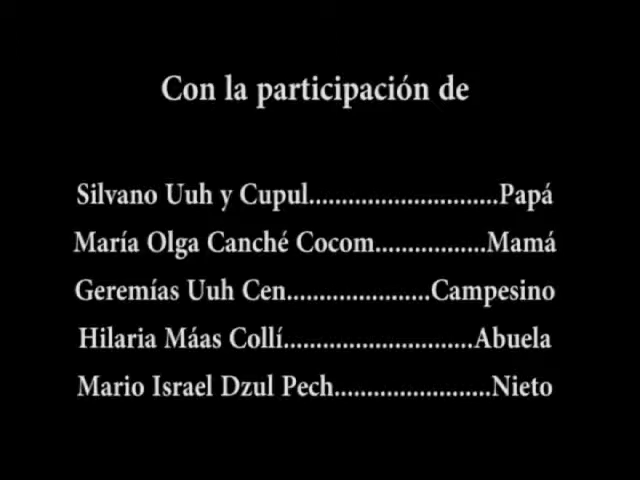 Con la participación de
Silvano Uuh y Cupul.............................Papá
María Olga Canché Cocom.................Mamá
Geremías Uuh Cen......................Campesino
Hilaria Máas Collí.............................Abuela
Mario Israel Dzul Pech........................Nieto